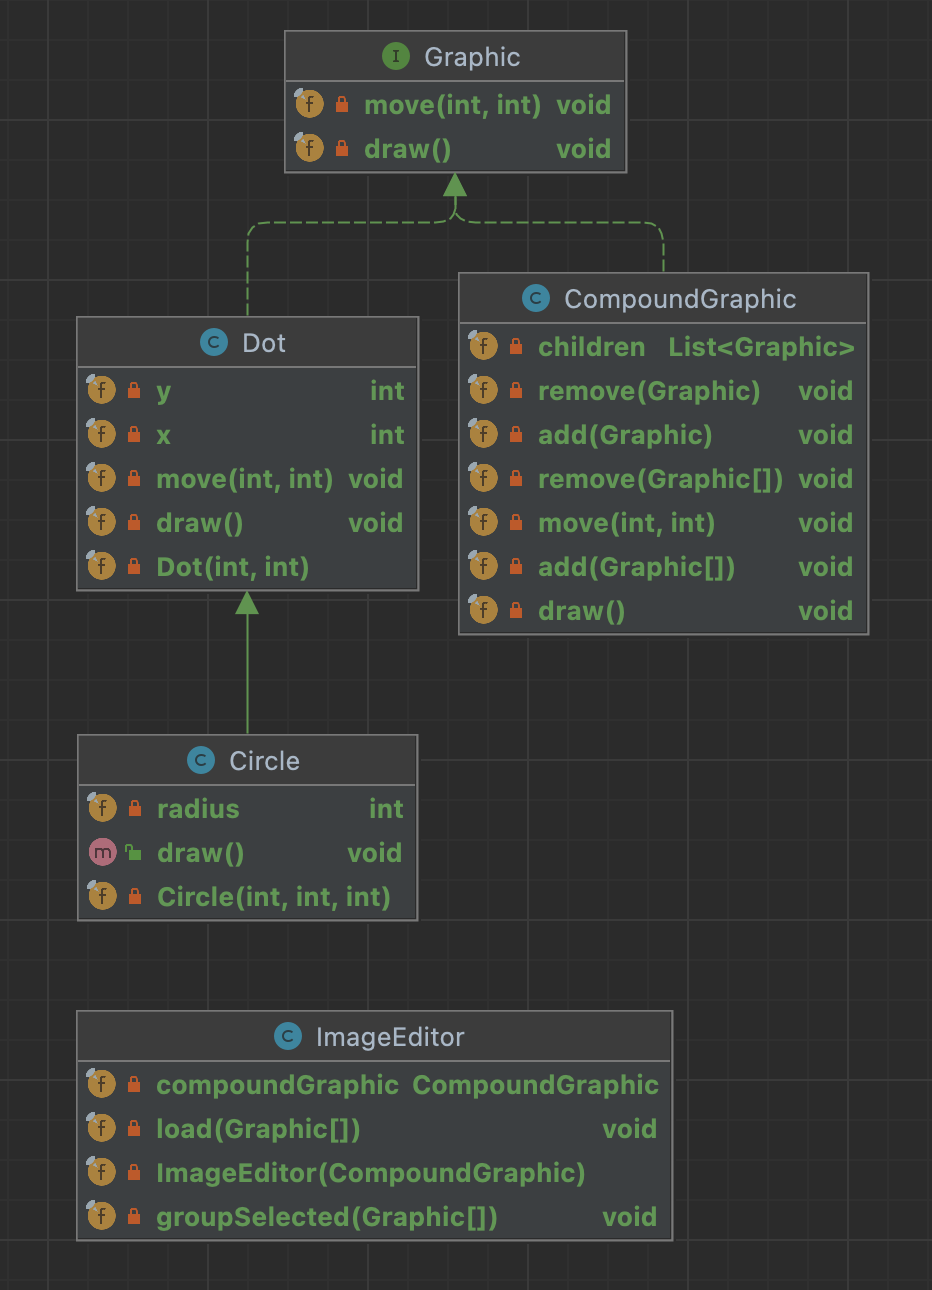 I Graphic
f move(int, int) void
f draw() void
C Dot
f y int
f x int
f move(int, int) void
f draw() void
f Dot(int, int)
C CompoundGraphic
f children List<Graphic>
f remove(Graphic) void
f add(Graphic) void
f remove(Graphic[]) void
f move(int, int) void
f add(Graphic[]) void
f draw() void
C Circle
f radius int
m draw() void
f Circle(int, int, int)
C ImageEditor
f compoundGraphic CompoundGraphic
f load(Graphic[]) void
f ImageEditor(CompoundGraphic)
f groupSelected(Graphic[]) void